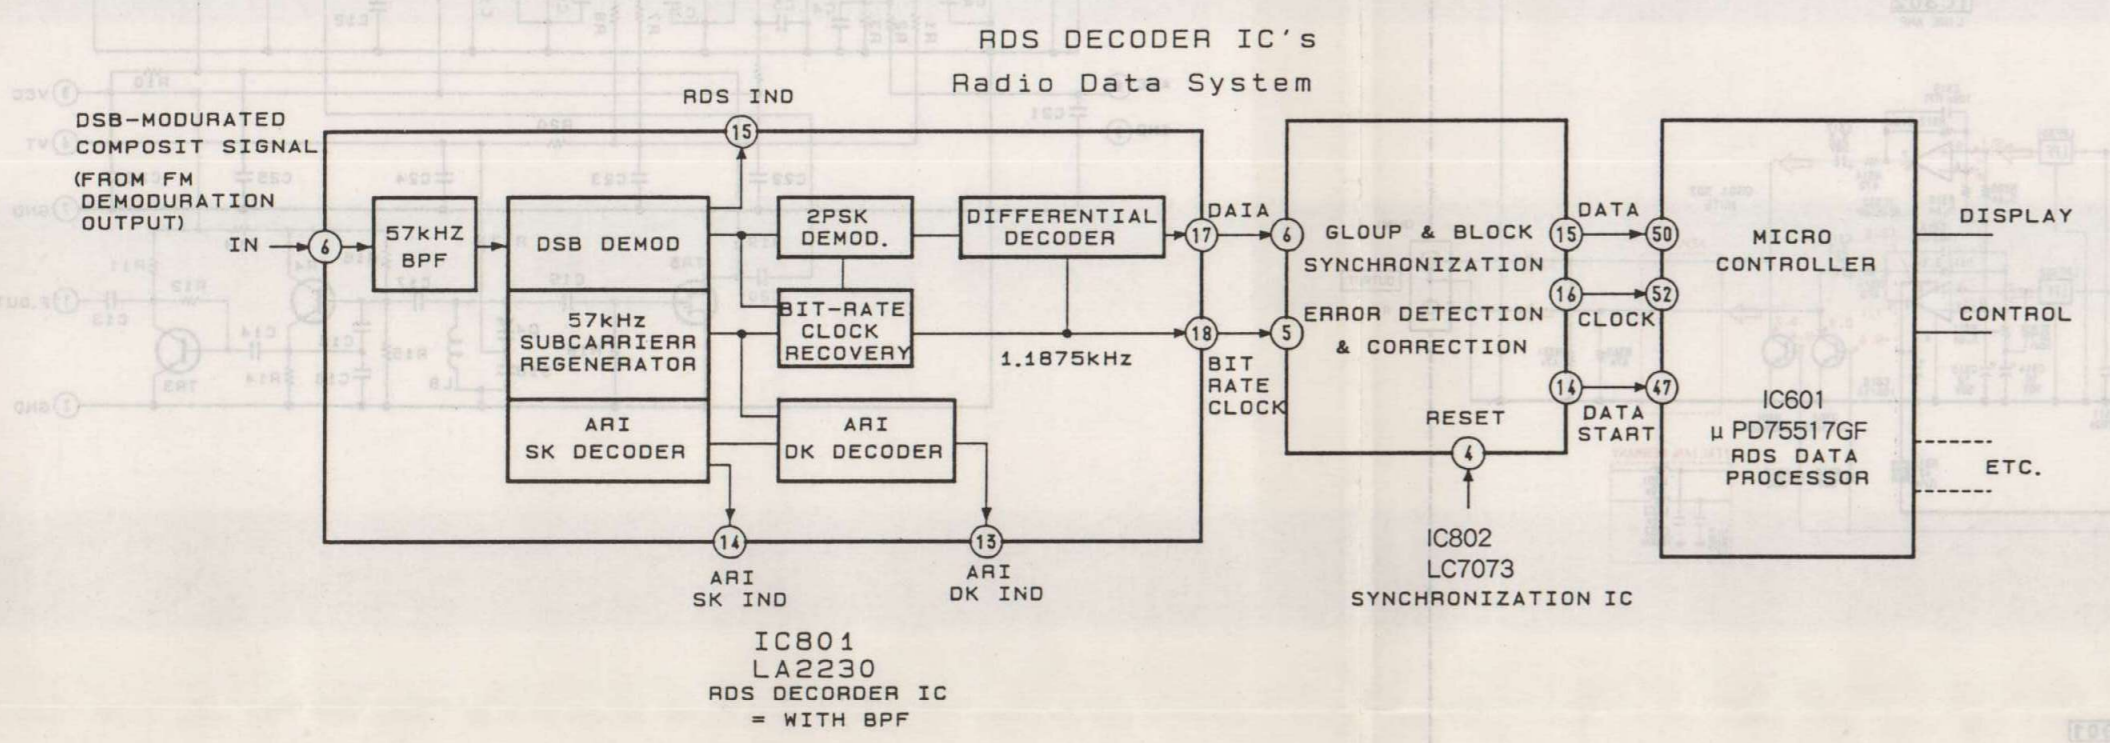 RDS DECODER IC's
Radio Data System
DSB-MODURATED
COMPOSIT SIGNAL
(FROM FM
DEMODURATION
OUTPUT)
IN
6
57kHZ
BPF
DSB DEMOD
57kHz
SUBCARRIERR
REGENERATOR
ARI
SK DECODER
RDS IND
15
2PSK
DEMOD.
BIT-RATE
CLOCK
RECOVERY
ARI
DK DECODER
DIFFERENTIAL
DECODER
1.1875kHz
14
ARI
SK IND
13
ARI
DK IND
17
DAIA
6
18
5
BIT
RATE
CLOCK
IC801
LA2230
RDS DECORDER IC
= WITH BPF
GLOUP & BLOCK
SYNCHRONIZATION
ERROR DETECTION
& CORRECTION
RESET
4
IC802
LC7073
SYNCHRONIZATION IC
15
DATA
50
16
CLOCK
52
14
DATA
START
47
MICRO
CONTROLLER
IC601
μ PD75517GF
RDS DATA
PROCESSOR
DISPLAY
CONTROL
ETC.